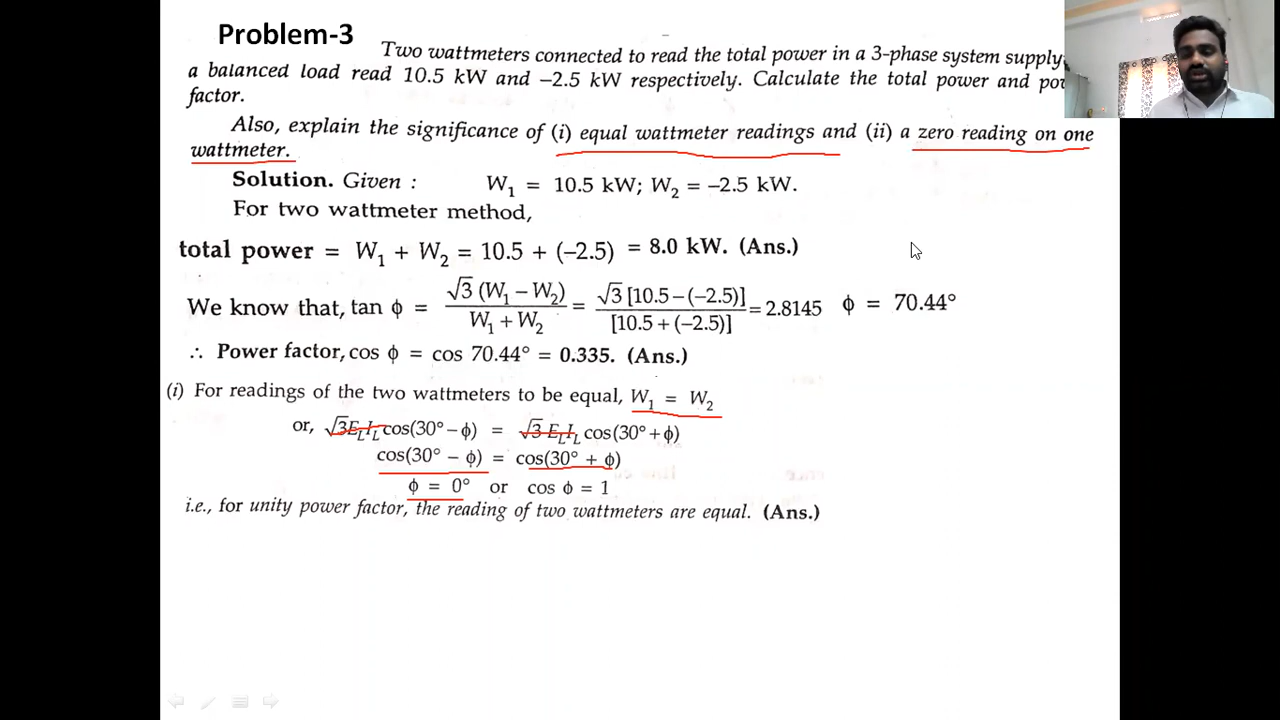 Problem-3
Two wattmeters connected to read the total power in a 3-phase system supply
a balanced load read 10.5 kW and –2.5 kW respectively. Calculate the total power and po
factor.
Also, explain the significance of (i) equal wattmeter readings and (ii) a zero reading on one
wattmeter.
Solution. Given : W₁ = 10.5 kW; W₂ = –2.5 kW.
For two wattmeter method,
total power = W₁ + W₂ = 10.5 + (–2.5) = 8.0 kW. (Ans.)
We know that, tan ϕ = √3 (W₁ – W₂) / W₁ + W₂ = √3 [10.5 – (–2.5)] / [10.5 + (–2.5)] = 2.8145 ϕ = 70.44°
∴ Power factor, cos ϕ = cos 70.44° = 0.335. (Ans.)
(i) For readings of the two wattmeters to be equal, W₁ = W₂
or, √3 E_L I_L cos(30° – ϕ) = √3 E_L I_L cos(30° + ϕ)
cos(30° – ϕ) = cos(30° + ϕ)
ϕ = 0° or cos ϕ = 1
i.e., for unity power factor, the reading of two wattmeters are equal. (Ans.)